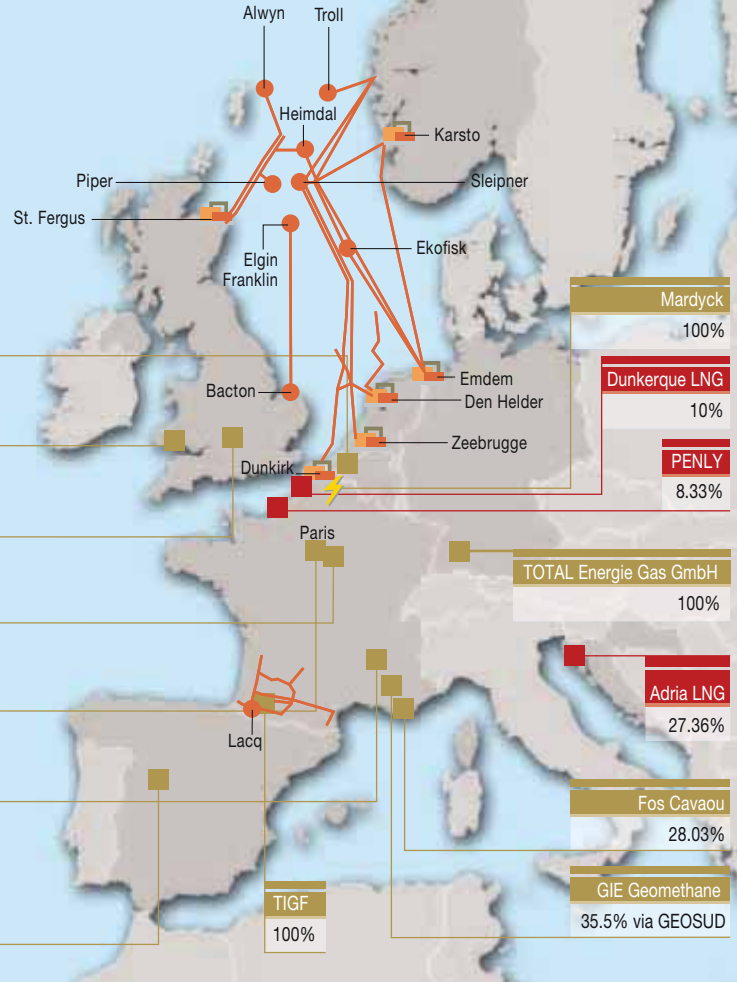 Alwyn
Troll
Heimdal
Karsto
Piper
Sleipner
St. Fergus
Elgin
Franklin
Ekofisk
Mardyck
100%
Dunkerque LNG
10%
Emdem
Bacton
Den Helder
Zeebrugge
PENLY
8.33%
Dunkirk
Paris
TOTAL Energie Gas GmbH
100%
Adria LNG
27.36%
Lacq
Fos Cavaou
28.03%
GIE Geomethane
35.5% via GEOSUD
TIGF
100%